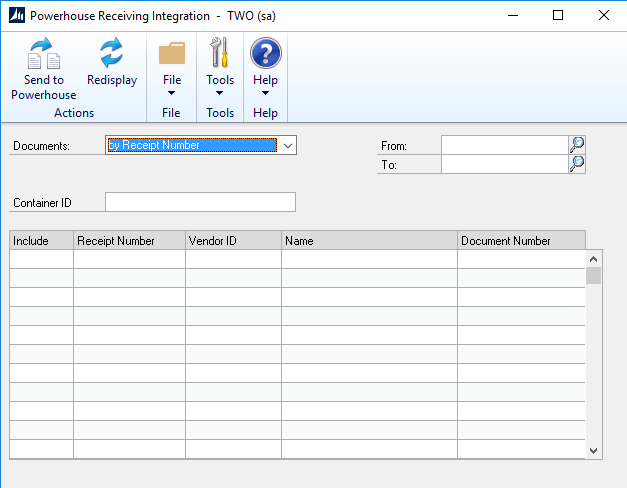 Powerhouse Receiving Integration - TWO (sa)
Send to Powerhouse
Redisplay
File
Tools
Help
Actions
File
Tools
Help
Documents:
by Receipt Number
From:
To:
Container ID
Include
Receipt Number
Vendor ID
Name
Document Number